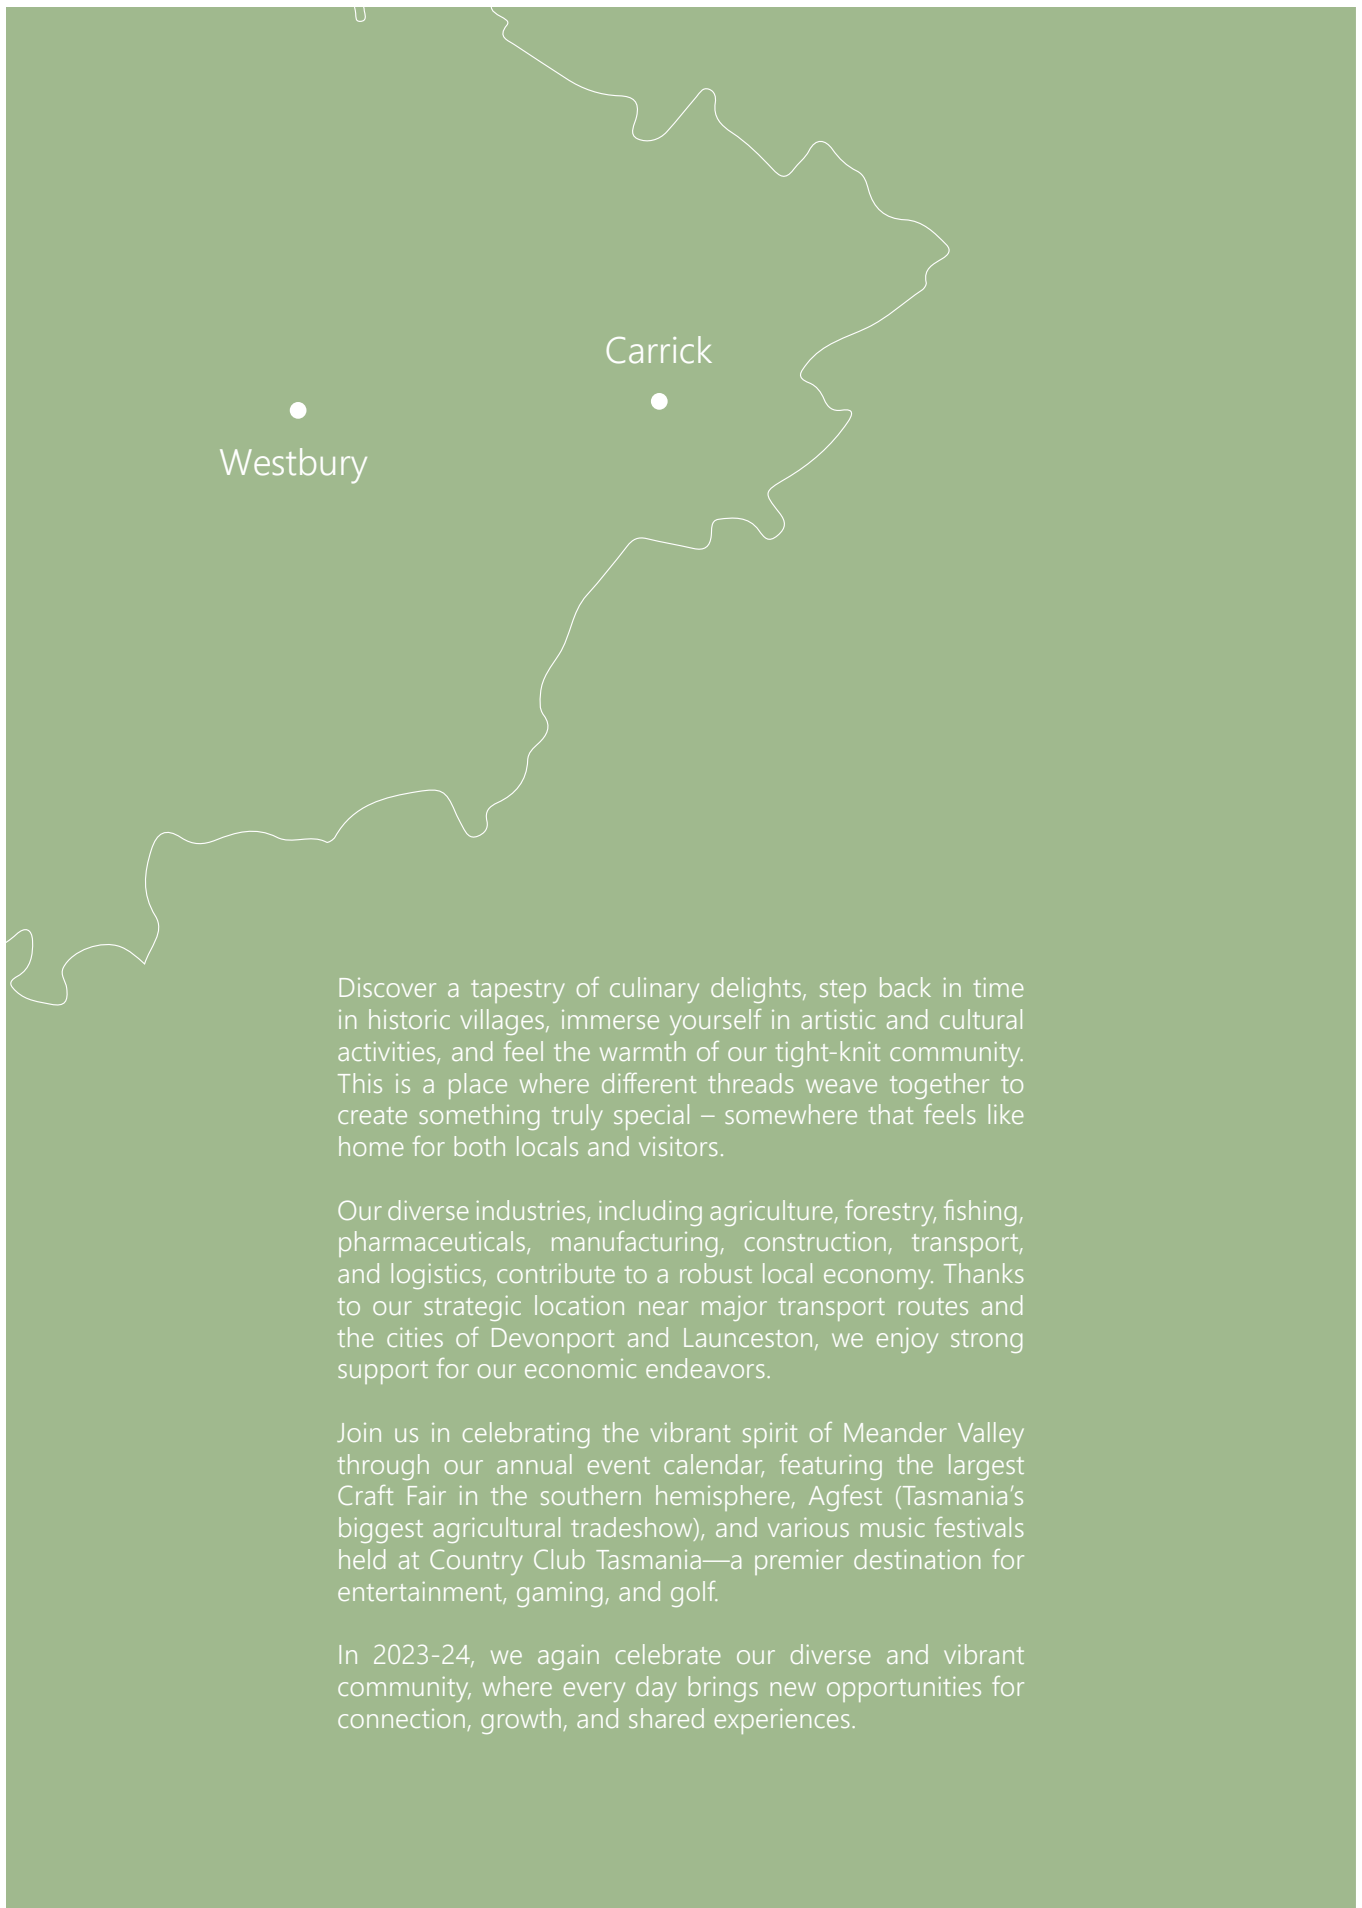 Carrick
Westbury
Discover a tapestry of culinary delights, step back in time
in historic villages, immerse yourself in artistic and cultural
activities, and feel the warmth of our tight-knit community.
This is a place where different threads weave together to
create something truly special – somewhere that feels like
home for both locals and visitors.
Our diverse industries, including agriculture, forestry, fishing,
pharmaceuticals, manufacturing, construction, transport,
and logistics, contribute to a robust local economy. Thanks
to our strategic location near major transport routes and
the cities of Devonport and Launceston, we enjoy strong
support for our economic endeavors.
Join us in celebrating the vibrant spirit of Meander Valley
through our annual event calendar, featuring the largest
Craft Fair in the southern hemisphere, Agfest (Tasmania’s
biggest agricultural tradeshow), and various music festivals
held at Country Club Tasmania—a premier destination for
entertainment, gaming, and golf.
In 2023-24, we again celebrate our diverse and vibrant
community, where every day brings new opportunities for
connection, growth, and shared experiences.